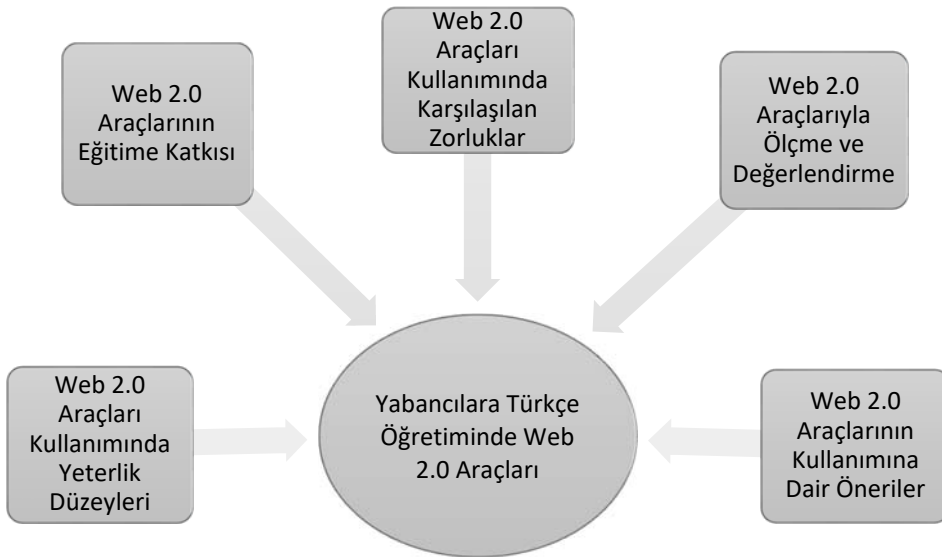 Web 2.0
Araçlarının
Eğitime Katkısı
Web 2.0
Araçları
Kullanımında
Karşılaşılan
Zorluklar
Web 2.0
Araçlarıyla
Ölçme ve
Değerlendirme
Web 2.0
Araçları
Kullanımında
Yeterlik
Düzeyleri
Yabancılara Türkçe
Öğretiminde Web
2.0 Araçları
Web 2.0
Araçlarının
Kullanımına
Dair Öneriler